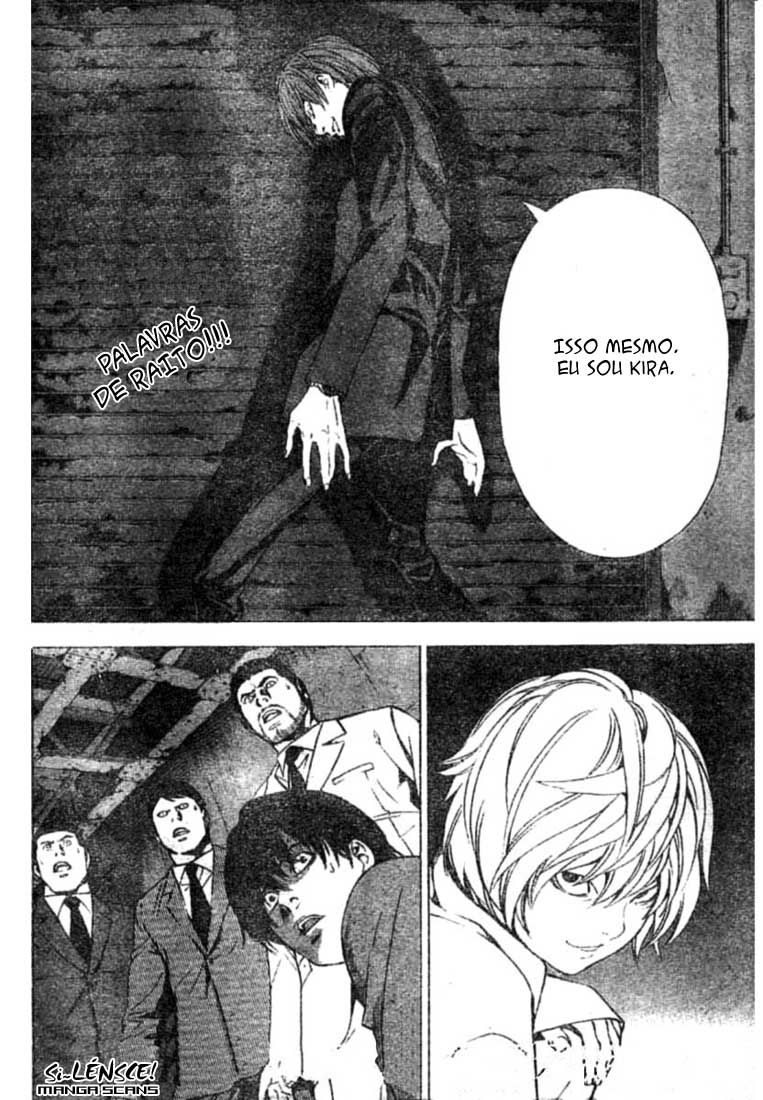 PALAVRAS
DE RAITO!!!
ISSO MESMO.
EU SOU KIRA.
Si-LÉNSCE!
MANGA SCANS